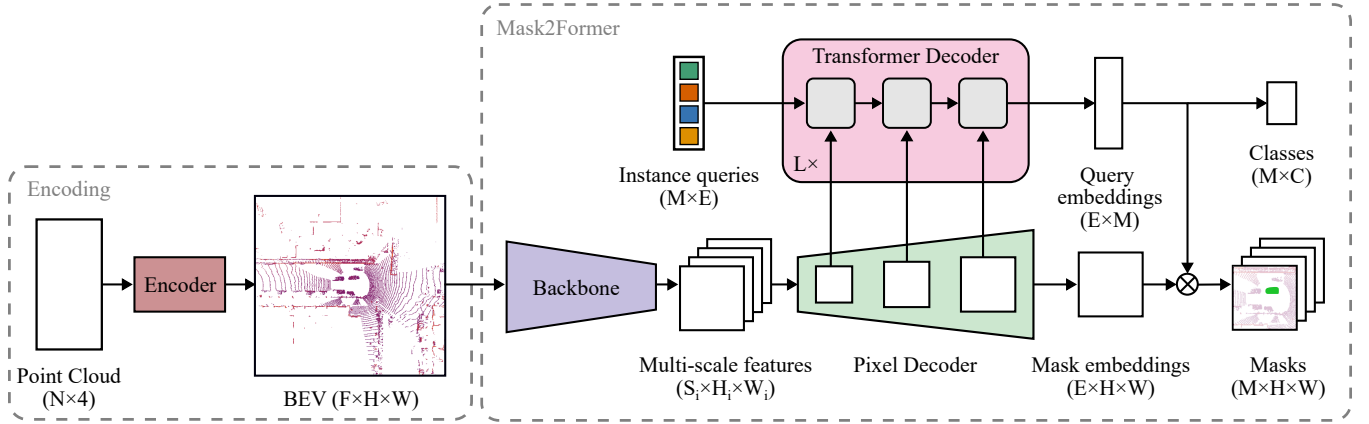 Mask2Former
Transformer Decoder
L×
Instance queries
(M×E)
Query
embeddings
(E×M)
Classes
(M×C)
Encoding
Encoder
Point Cloud
(N×4)
BEV (F×H×W)
Backbone
Multi-scale features
(Sᵢ×Hᵢ×Wᵢ)
Pixel Decoder
Mask embeddings
(E×H×W)
Masks
(M×H×W)